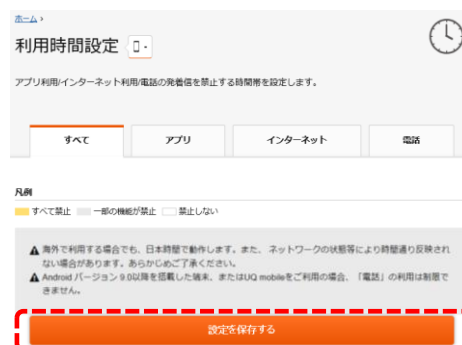 ホーム ›
利用時間設定
アプリ利用/インターネット利用/電話の発着信を禁止する時間帯を設定します。
すべて
アプリ
インターネット
電話
凡例
すべて禁止 一部の機能が禁止 禁止しない
海外で利用する場合でも、日本時間で動作します。また、ネットワークの状態等により時間通り反映され
ない場合があります。あらかじめご了承ください。
Android バージョン 9.0以降を搭載した端末、またはUQ mobileをご利用の場合、「電話」の利用は制限で
きません。
設定を保存する